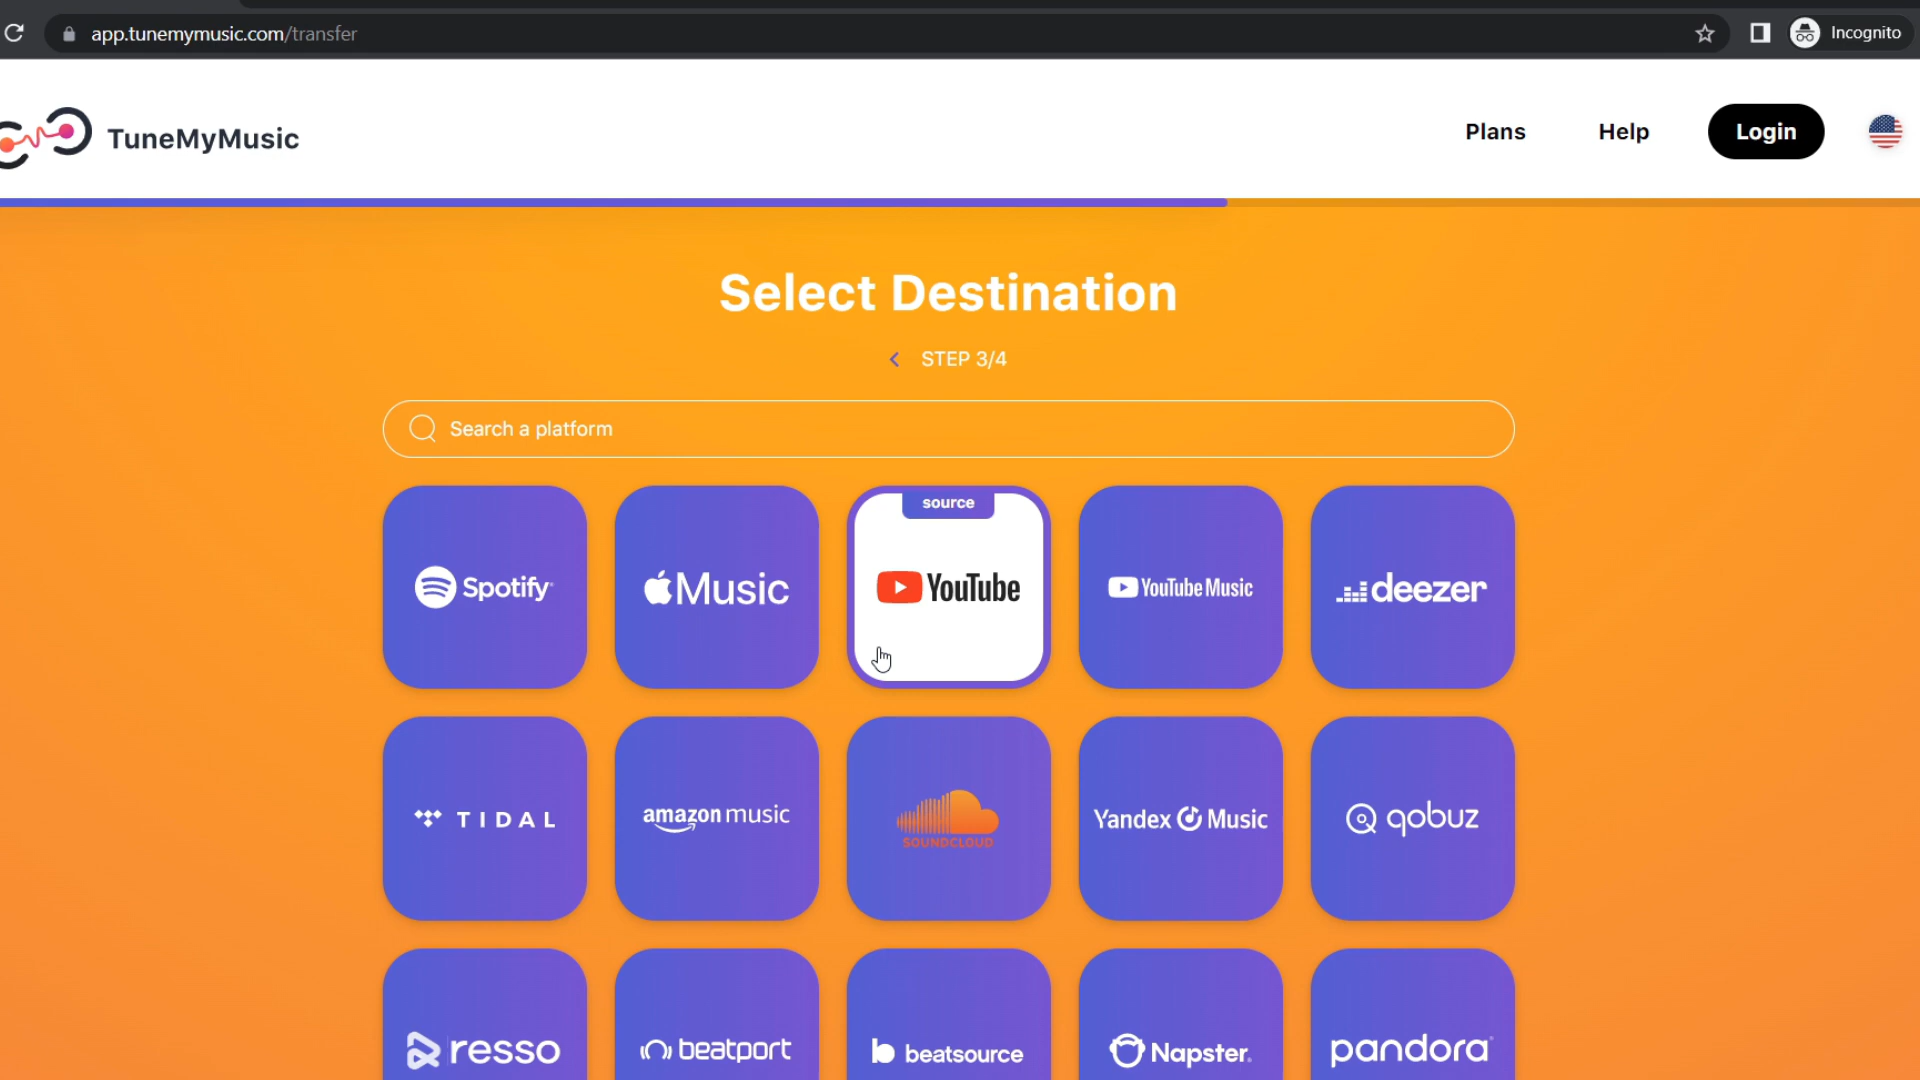 app.tunemymusic.com/transfer
Incognito
TuneMyMusic
Plans
Help
Login
Select Destination
STEP 3/4
Search a platform
Spotify
Music
source
YouTube
YouTube Music
deezer
TIDAL
amazon music
SOUNDCLOUD
Yandex Music
qobuz
resso
beatport
beatsource
Napster
pandora